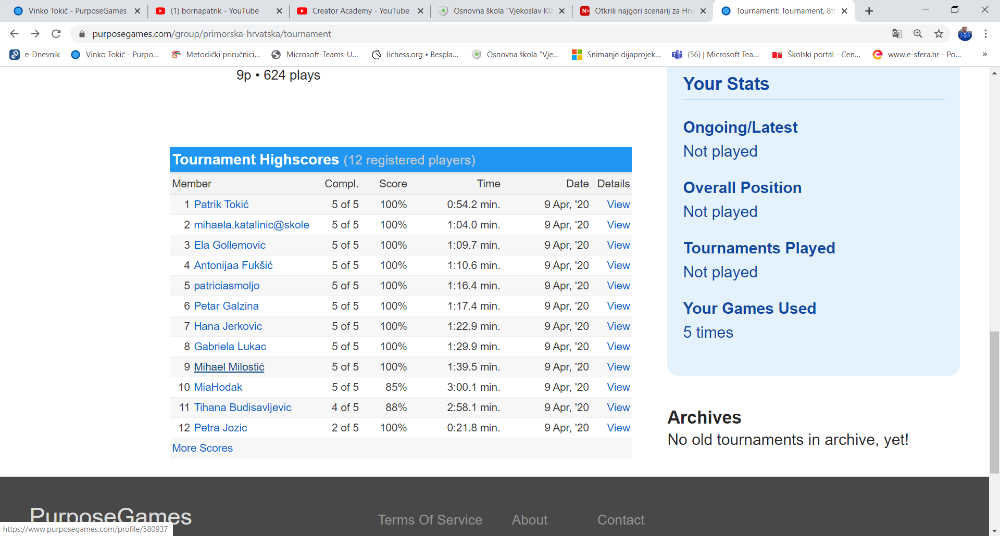 Vinko Tokić - PurposeGames (1) bornapatrik - YouTube Creator Academy - YouTube Osnovna škola "Vjekoslav Kla Otkrili najgori scenarij za Hrv Tournament: Tournament, 8th
purposegames.com/group/primorska-hrvatska/tournament
e-Dnevnik Vinko Tokić - Purpo... Metodički priručnici... Microsoft-Teams-U... lichess.org • Bespla... Osnovna škola "Vje... Snimanje dijaprojek... (56) | Microsoft Tea... Školski portal - Cen... www.e-sfera.hr - Po... »
9p • 624 plays
Tournament Highscores (12 registered players)
Member Compl. Score Time Date Details
1 Patrik Tokić 5 of 5 100% 0:54.2 min. 9 Apr, '20 View
2 mihaela.katalinic@skole 5 of 5 100% 1:04.0 min. 9 Apr, '20 View
3 Ela Gollemovic 5 of 5 100% 1:09.7 min. 9 Apr, '20 View
4 Antonijaa Fukšić 5 of 5 100% 1:10.6 min. 9 Apr, '20 View
5 patriciasmoljo 5 of 5 100% 1:16.4 min. 9 Apr, '20 View
6 Petar Galzina 5 of 5 100% 1:17.4 min. 9 Apr, '20 View
7 Hana Jerkovic 5 of 5 100% 1:22.9 min. 9 Apr, '20 View
8 Gabriela Lukac 5 of 5 100% 1:29.9 min. 9 Apr, '20 View
9 Mihael Milostić 5 of 5 100% 1:39.5 min. 9 Apr, '20 View
10 MiaHodak 5 of 5 85% 3:00.1 min. 9 Apr, '20 View
11 Tihana Budisavljevic 4 of 5 88% 2:58.1 min. 9 Apr, '20 View
12 Petra Jozic 2 of 5 100% 0:21.8 min. 9 Apr, '20 View
More Scores
Your Stats
Ongoing/Latest
Not played
Overall Position
Not played
Tournaments Played
Not played
Your Games Used
5 times
Archives
No old tournaments in archive, yet!
PurposeGames Terms Of Service About Contact
https://www.purposegames.com/profile/580937